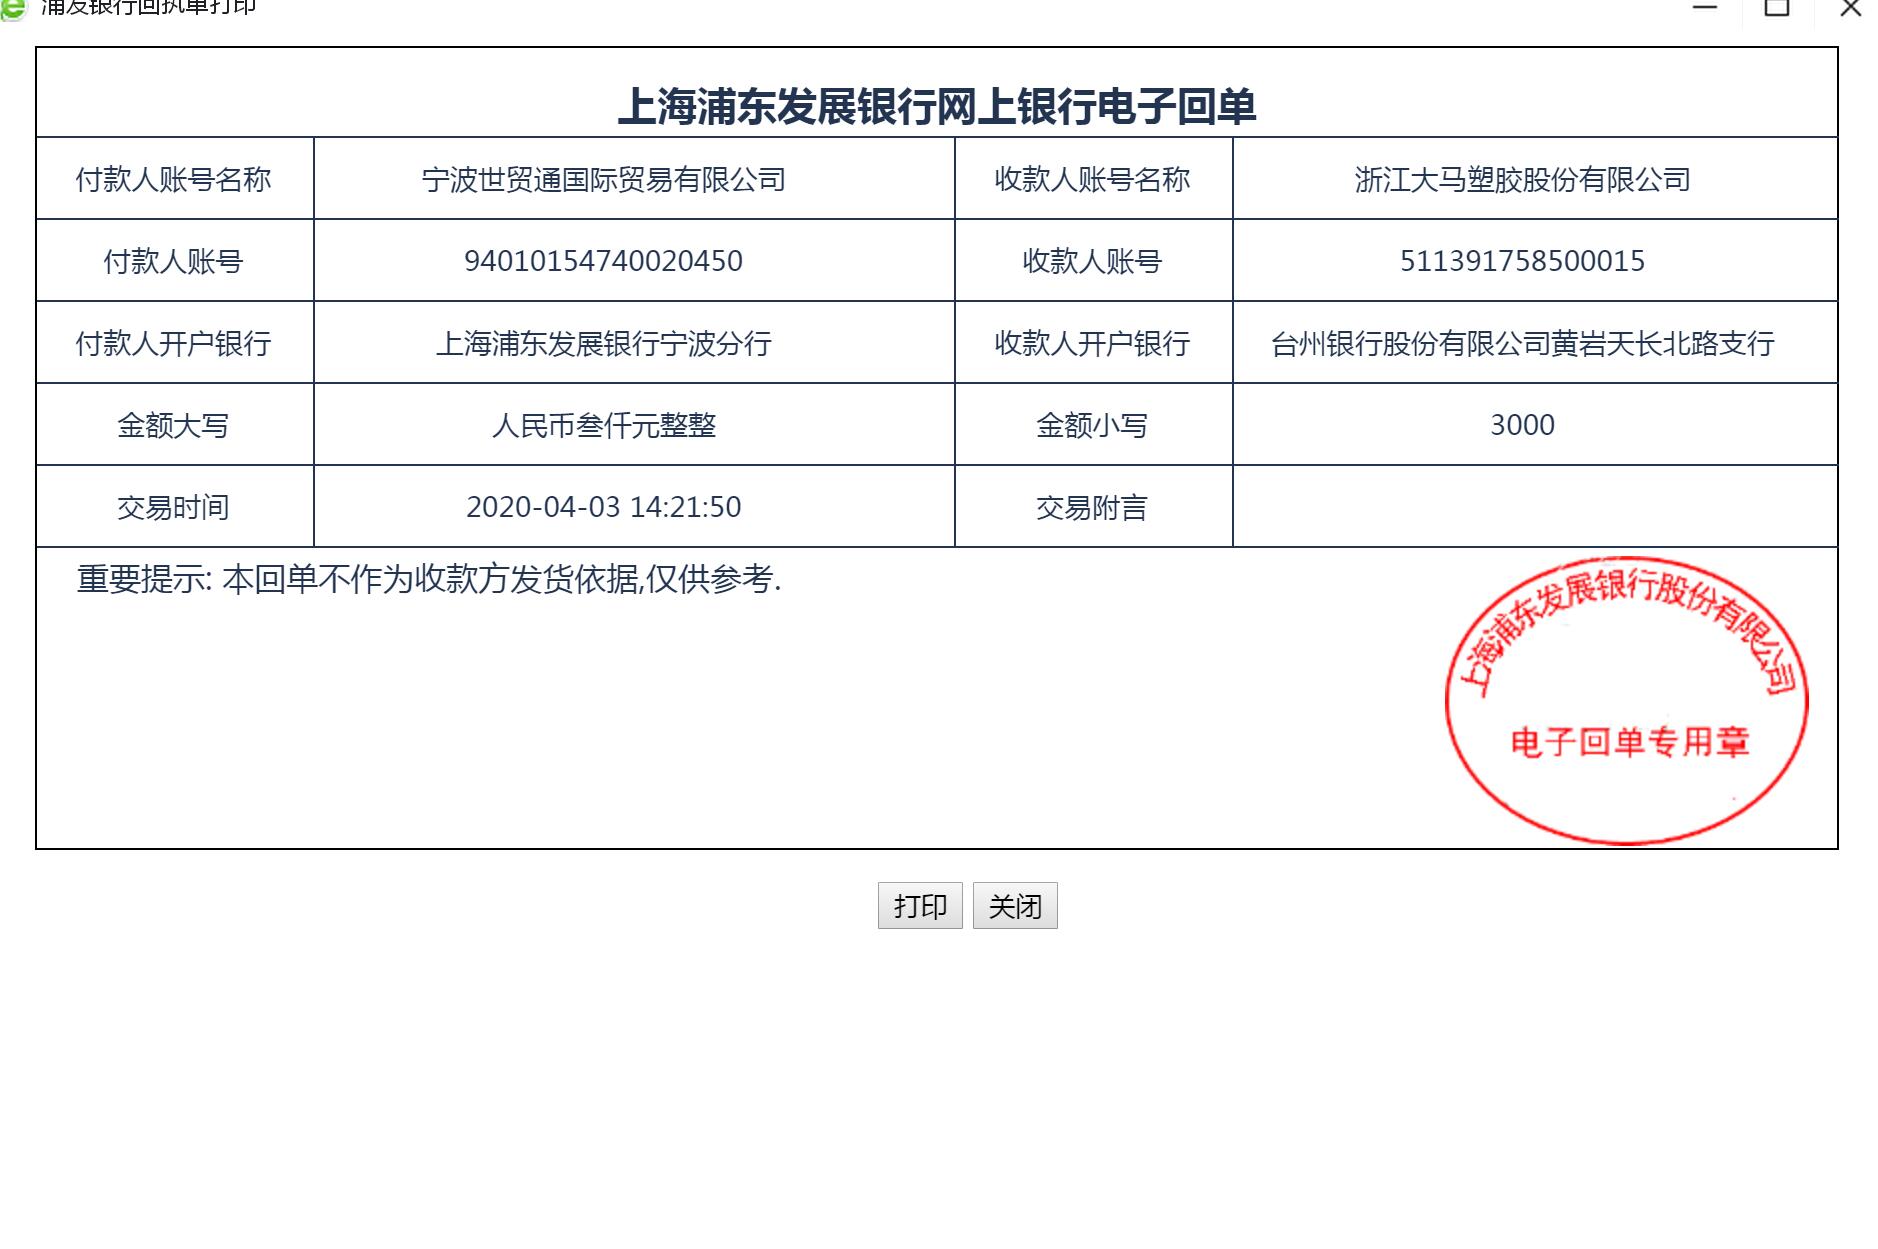 浦发银行回执单打印
上海浦东发展银行网上银行电子回单
付款人账号名称 宁波世贸通国际贸易有限公司 收款人账号名称 浙江大马塑胶股份有限公司
付款人账号 94010154740020450 收款人账号 511391758500015
付款人开户银行 上海浦东发展银行宁波分行 收款人开户银行 台州银行股份有限公司黄岩天长北路支行
金额大写 人民币叁仟元整整 金额小写 3000
交易时间 2020-04-03 14:21:50 交易附言
重要提示: 本回单不作为收款方发货依据,仅供参考.
上海浦东发展银行股份有限公司
电子回单专用章
打印 关闭